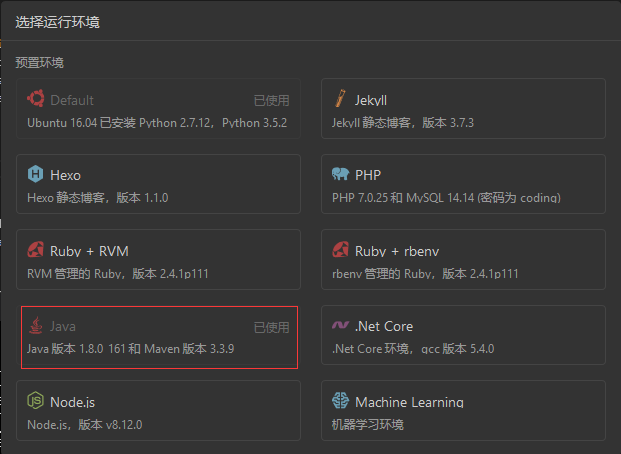 选择运行环境
预置环境
Default 已使用
Ubuntu 16.04 已安装 Python 2.7.12，Python 3.5.2
Jekyll
Jekyll 静态博客，版本 3.7.3
Hexo
Hexo 静态博客，版本 1.1.0
PHP
PHP 7.0.25 和 MySQL 14.14 (密码为 coding)
Ruby + RVM
RVM 管理的 Ruby，版本 2.4.1p111
Ruby + rbenv
rbenv 管理的 Ruby，版本 2.4.1p111
Java 已使用
Java 版本 1.8.0 161 和 Maven 版本 3.3.9
.Net Core
.Net Core 环境，gcc 版本 5.4.0
Node.js
Node.js，版本 v8.12.0
Machine Learning
机器学习环境